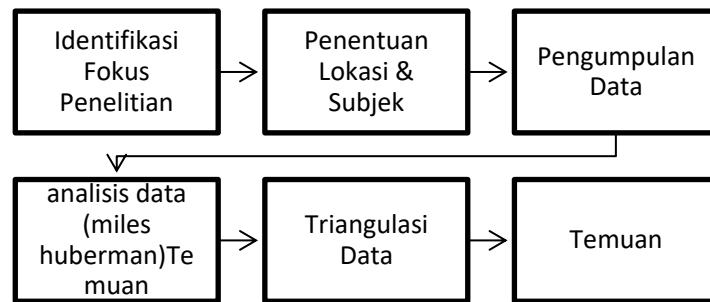 Identifikasi
Fokus
Penelitian
Penentuan
Lokasi &
Subjek
Pengumpulan
Data
analisis data
(miles
huberman)Te
muan
Triangulasi
Data
Temuan